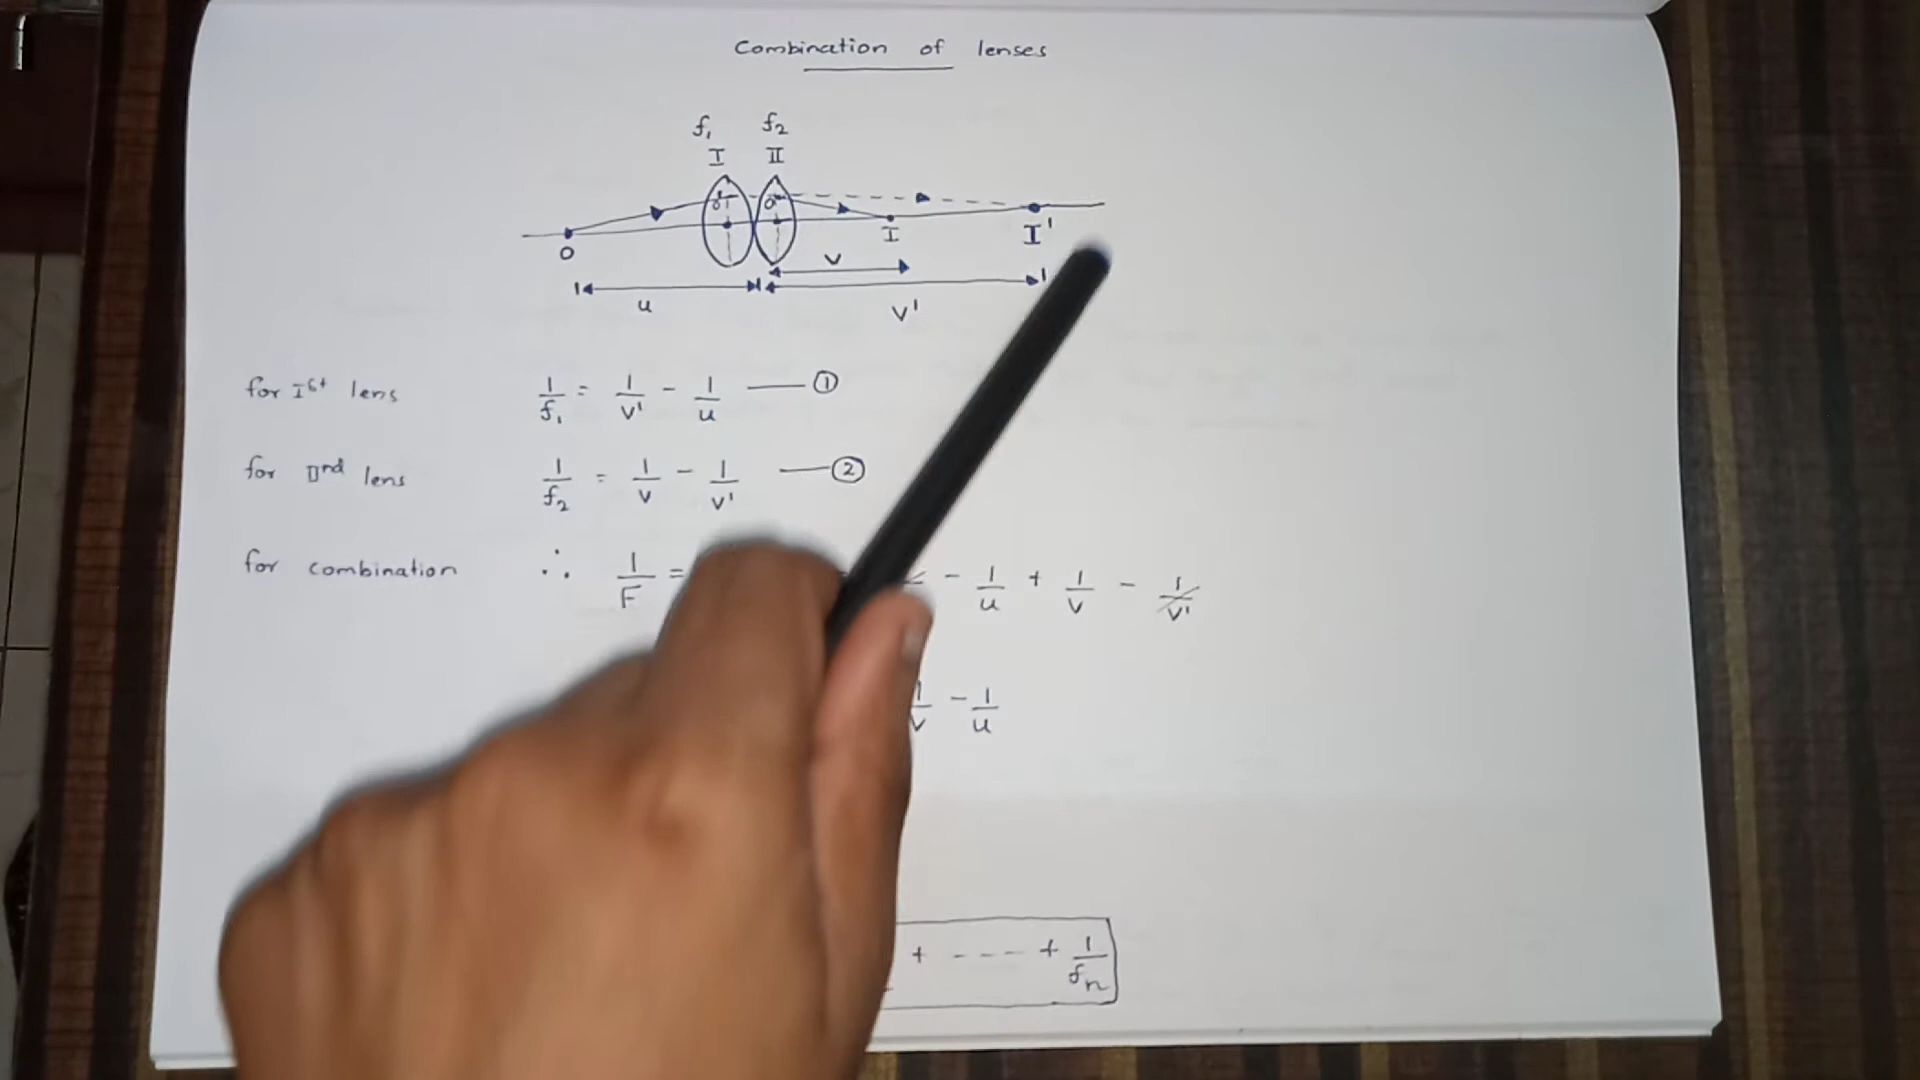 Combination of lenses
f₁ f₂
I II
O I I'
v
u v'
for Ist lens 1/f₁ = 1/v' - 1/u —— ①
for IInd lens 1/f₂ = 1/v - 1/v' —— ②
for combination ∴ 1/F = - 1/u + 1/v - 1/v'
1/v - 1/u
+ ---- + 1/fn